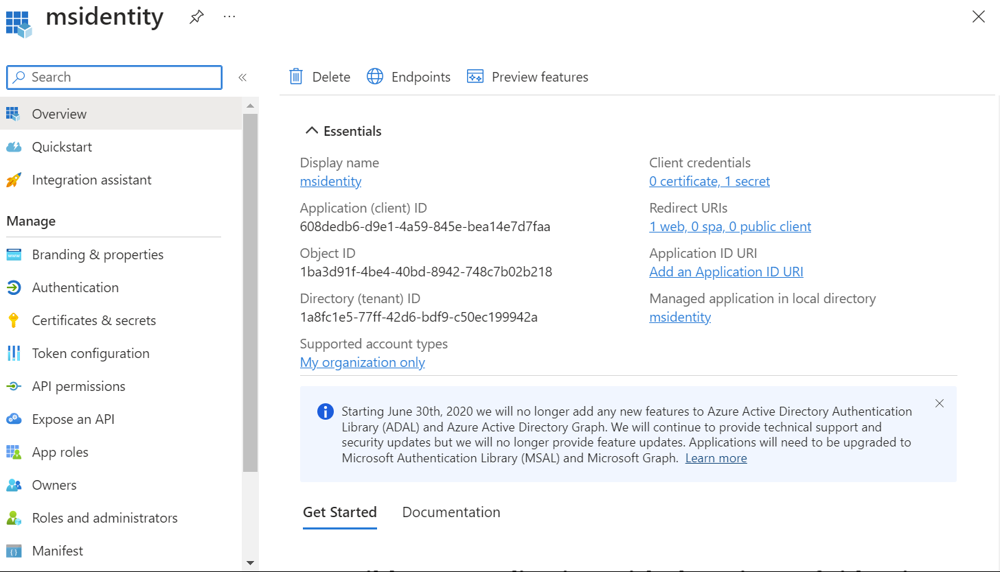 msidentity
Search
Delete
Endpoints
Preview features
Overview
Quickstart
Integration assistant
Manage
Branding & properties
Authentication
Certificates & secrets
Token configuration
API permissions
Expose an API
App roles
Owners
Roles and administrators
Manifest
Essentials
Display name
msidentity
Application (client) ID
608dedb6-d9e1-4a59-845e-bea14e7d7faa
Object ID
1ba3d91f-4be4-40bd-8942-748c7b02b218
Directory (tenant) ID
1a8fc1e5-77ff-42d6-bdf9-c50ec199942a
Supported account types
My organization only
Client credentials
0 certificate, 1 secret
Redirect URIs
1 web, 0 spa, 0 public client
Application ID URI
Add an Application ID URI
Managed application in local directory
msidentity
Starting June 30th, 2020 we will no longer add any new features to Azure Active Directory Authentication
Library (ADAL) and Azure Active Directory Graph. We will continue to provide technical support and
security updates but we will no longer provide feature updates. Applications will need to be upgraded to
Microsoft Authentication Library (MSAL) and Microsoft Graph. Learn more
Get Started
Documentation